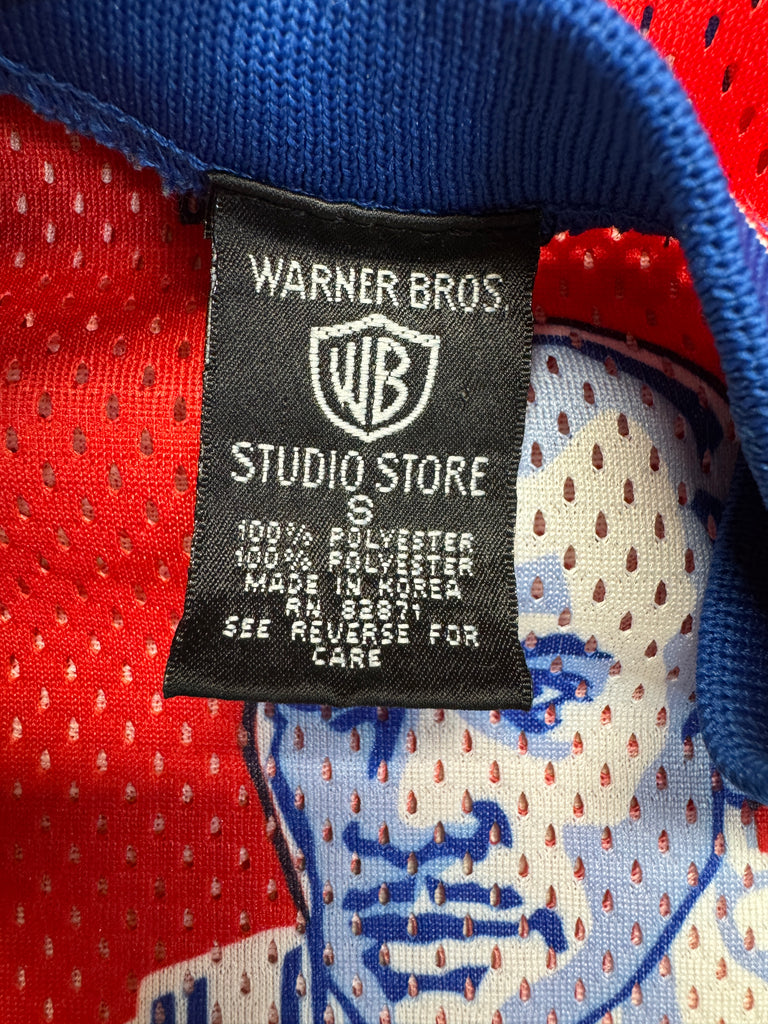 WARNER BROS.
WB
STUDIO STORE
S
100% POLYESTER
100% POLYESTER
MADE IN KOREA
RN 82871
SEE REVERSE FOR
CARE